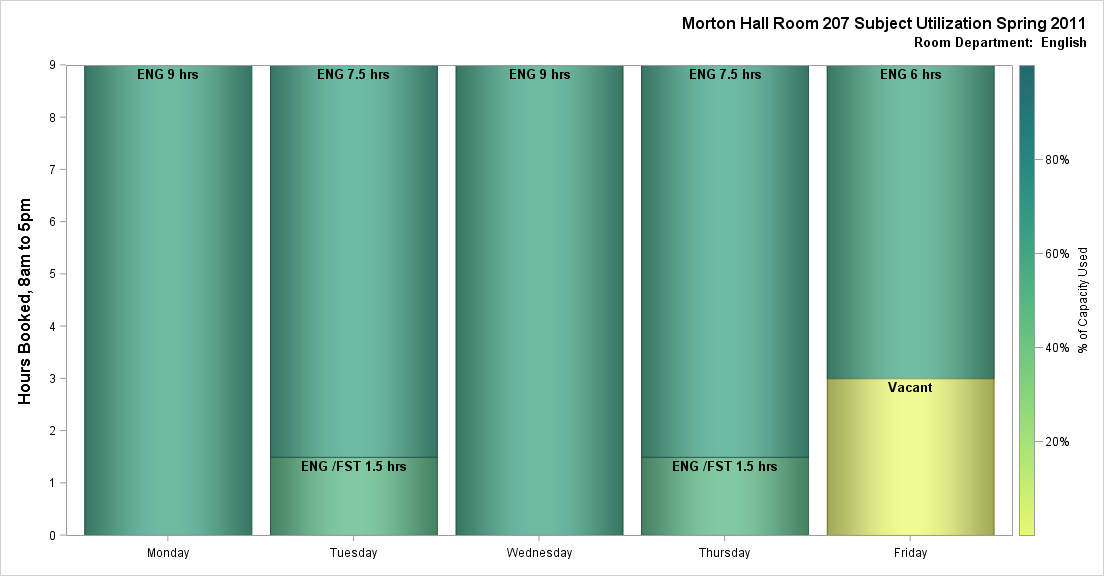 Morton Hall Room 207 Subject Utilization Spring 2011
Room Department:  English
Hours Booked, 8am to 5pm
9
8
7
6
5
4
3
2
1
0
ENG 9 hrs
ENG 7.5 hrs
ENG 9 hrs
ENG 7.5 hrs
ENG 6 hrs
Vacant
ENG /FST 1.5 hrs
ENG /FST 1.5 hrs
Monday
Tuesday
Wednesday
Thursday
Friday
80%
60%
40%
20%
% of Capacity Used